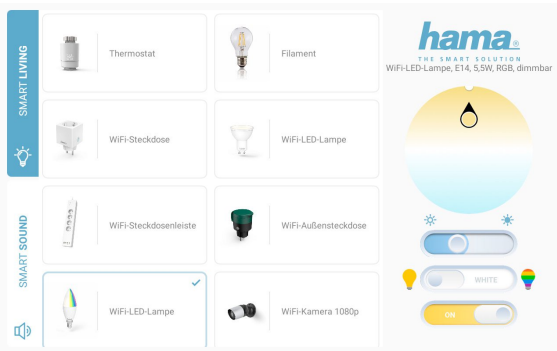 SMART LIVING
SMART SOUND
Thermostat
Filament
WiFi-Steckdose
WiFi-LED-Lampe
WiFi-Steckdosenleiste
WiFi-Außensteckdose
WiFi-LED-Lampe
WiFi-Kamera 1080p
hama®
THE SMART SOLUTION
WiFi-LED-Lampe, E14, 5,5W, RGB, dimmbar
WHITE
ON